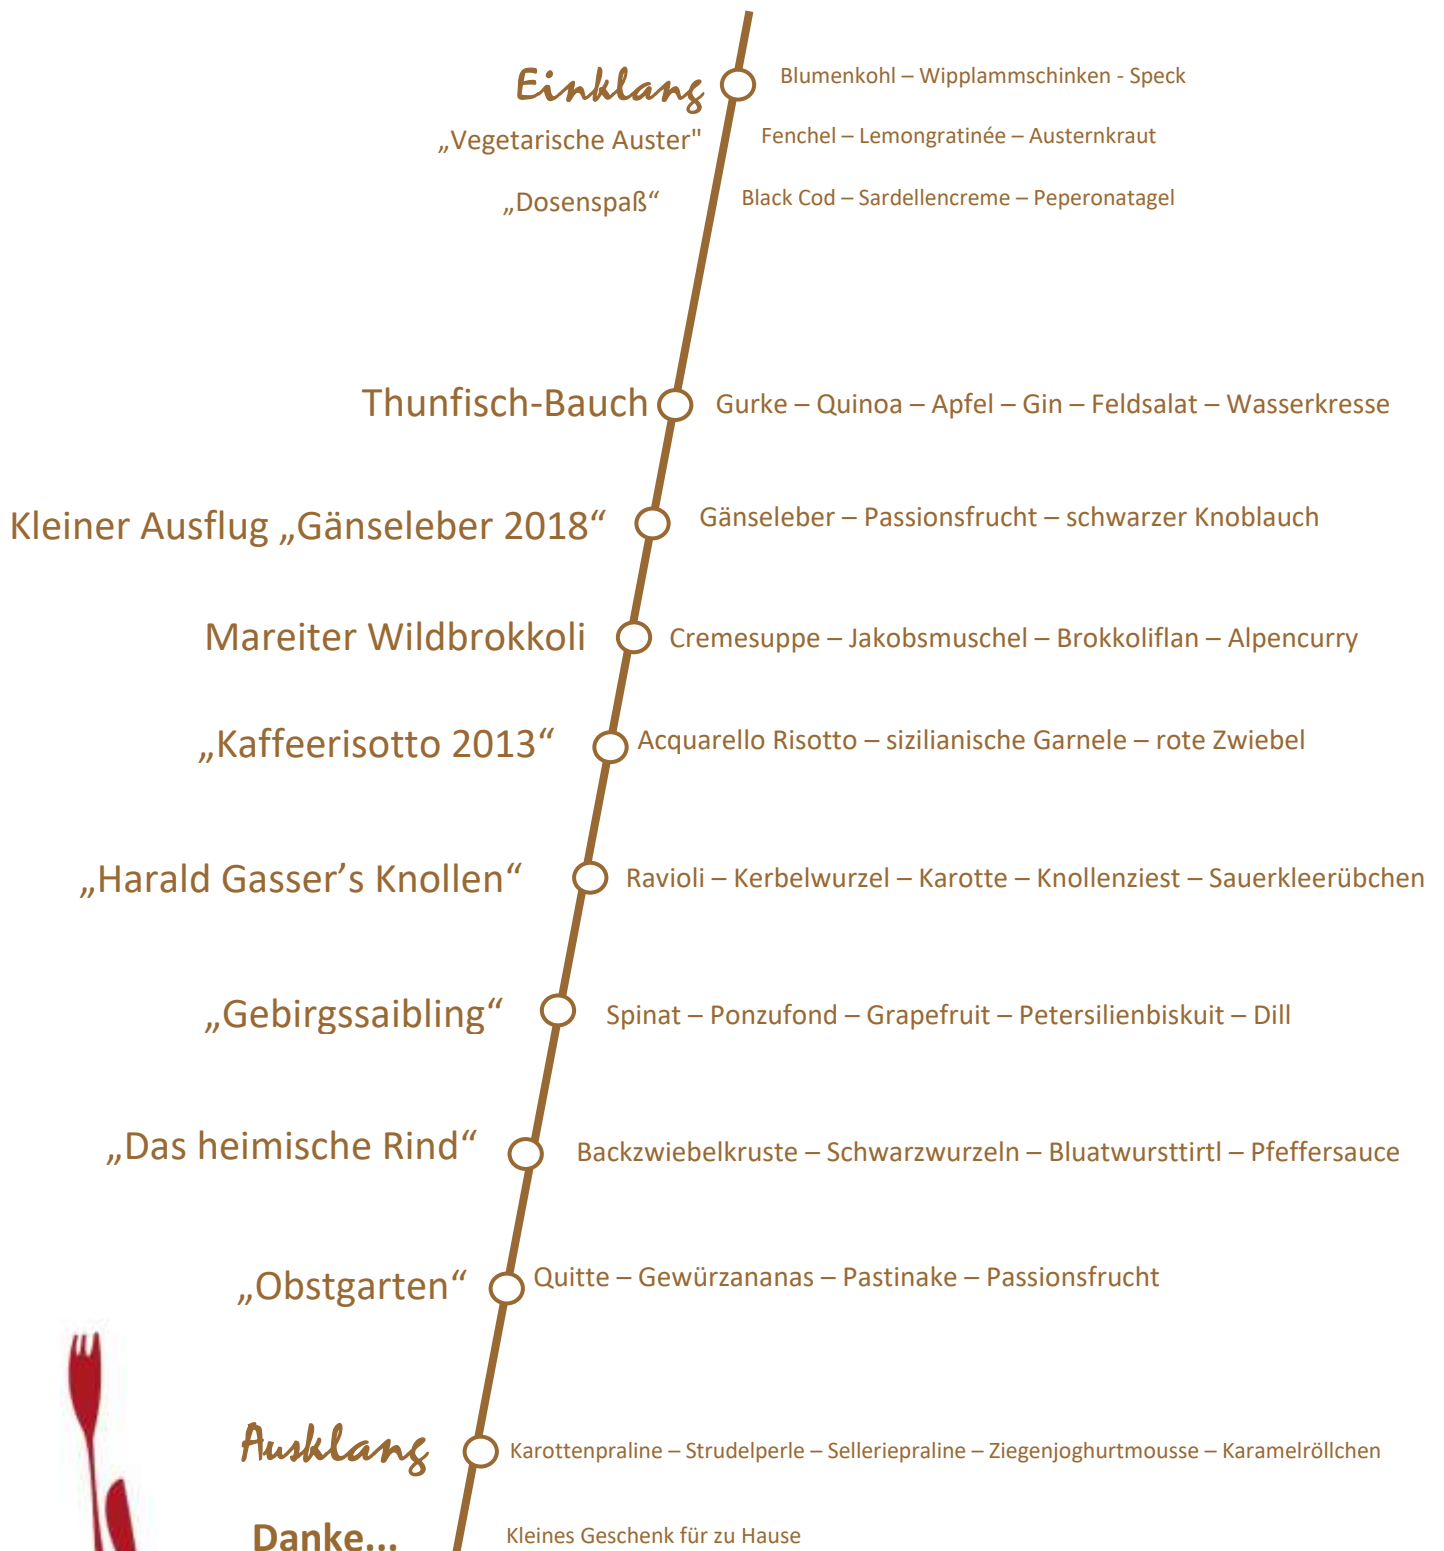 Einklang Blumenkohl – Wipplammschinken - Speck
„Vegetarische Auster" Fenchel – Lemongratinée – Austernkraut
„Dosenspaß“ Black Cod – Sardellencreme – Peperonatagel
Thunfisch-Bauch Gurke – Quinoa – Apfel – Gin – Feldsalat – Wasserkresse
Kleiner Ausflug „Gänseleber 2018“ Gänseleber – Passionsfrucht – schwarzer Knoblauch
Mareiter Wildbrokkoli Cremesuppe – Jakobsmuschel – Brokkoliflan – Alpencurry
„Kaffeerisotto 2013“ Acquarello Risotto – sizilianische Garnele – rote Zwiebel
„Harald Gasser’s Knollen“ Ravioli – Kerbelwurzel – Karotte – Knollenziest – Sauerkleerübchen
„Gebirgssaibling“ Spinat – Ponzufond – Grapefruit – Petersilienbiskuit – Dill
„Das heimische Rind“ Backzwiebelkruste – Schwarzwurzeln – Bluatwursttirtl – Pfeffersauce
„Obstgarten“ Quitte – Gewürzananas – Pastinake – Passionsfrucht
Ausklang Karottenpraline – Strudelperle – Selleriepraline – Ziegenjoghurtmousse – Karamelröllchen
Danke... Kleines Geschenk für zu Hause